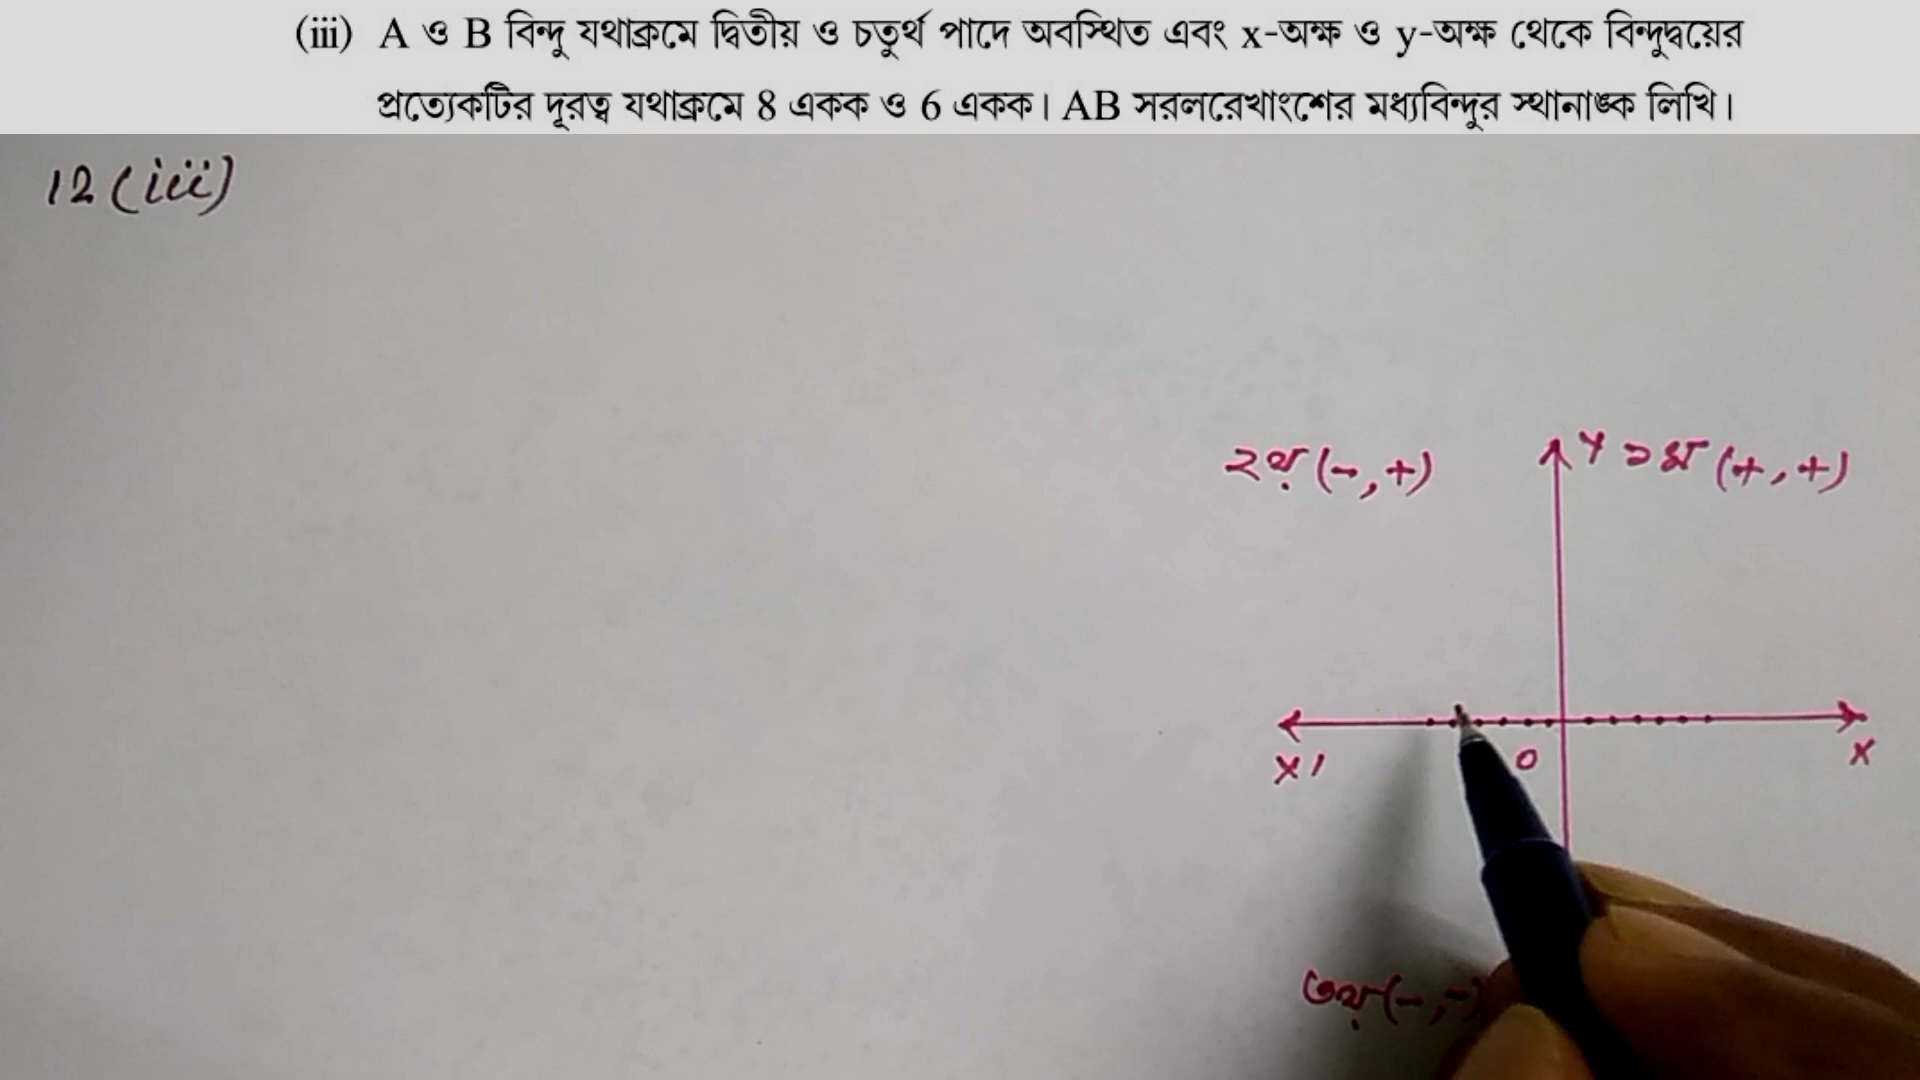 (iii) A ও B বিন্দু যথাক্রমে দ্বিতীয় ও চতুর্থ পাদে অবস্থিত এবং x-অক্ষ ও y-অক্ষ থেকে বিন্দুদ্বয়ের
প্রত্যেকটির দূরত্ব যথাক্রমে 8 একক ও 6 একক। AB সরলরেখাংশের মধ্যবিন্দুর স্থানাঙ্ক লিখি।
12 (iii)
২য় (-, +)
Y ১ম (+, +)
X'
O
X
৩য় (-, -)